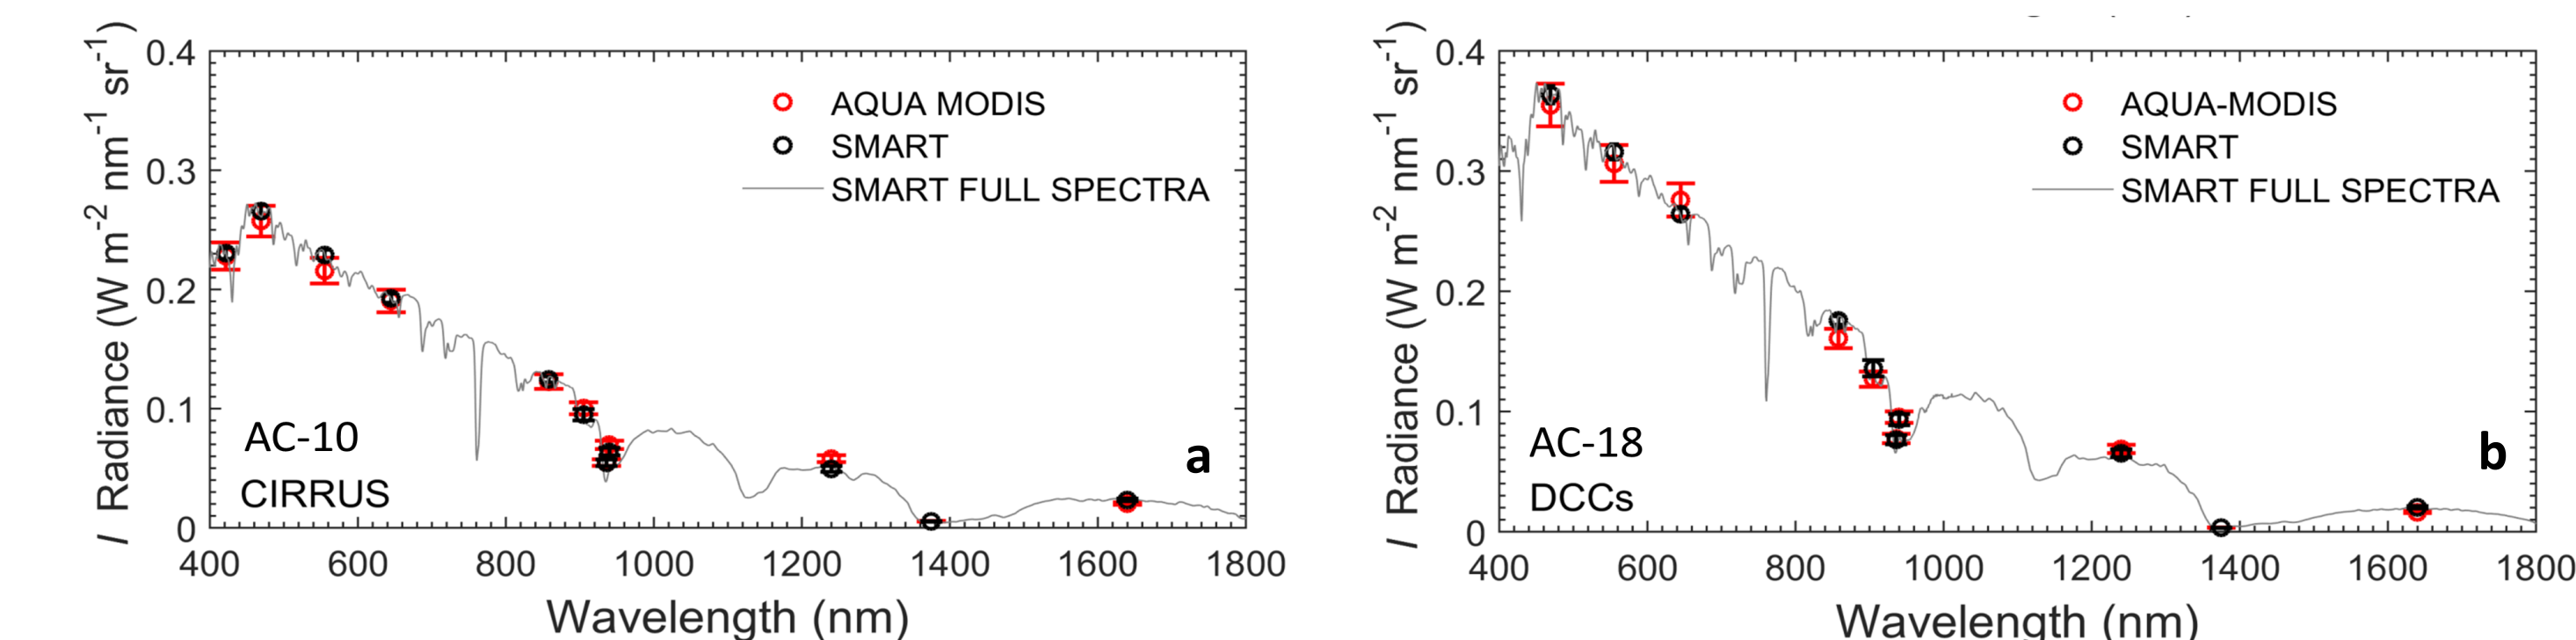 I Radiance (W m-2 nm-1 sr-1)
0.4
0.3
0.2
0.1
0
AQUA MODIS
SMART
SMART FULL SPECTRA
AC-10
CIRRUS
a
400 600 800 1000 1200 1400 1600 1800
Wavelength (nm)
I Radiance (W m-2 nm-1 sr-1)
0.4
0.3
0.2
0.1
0
AQUA-MODIS
SMART
SMART FULL SPECTRA
AC-18
DCCs
b
400 600 800 1000 1200 1400 1600 1800
Wavelength (nm)